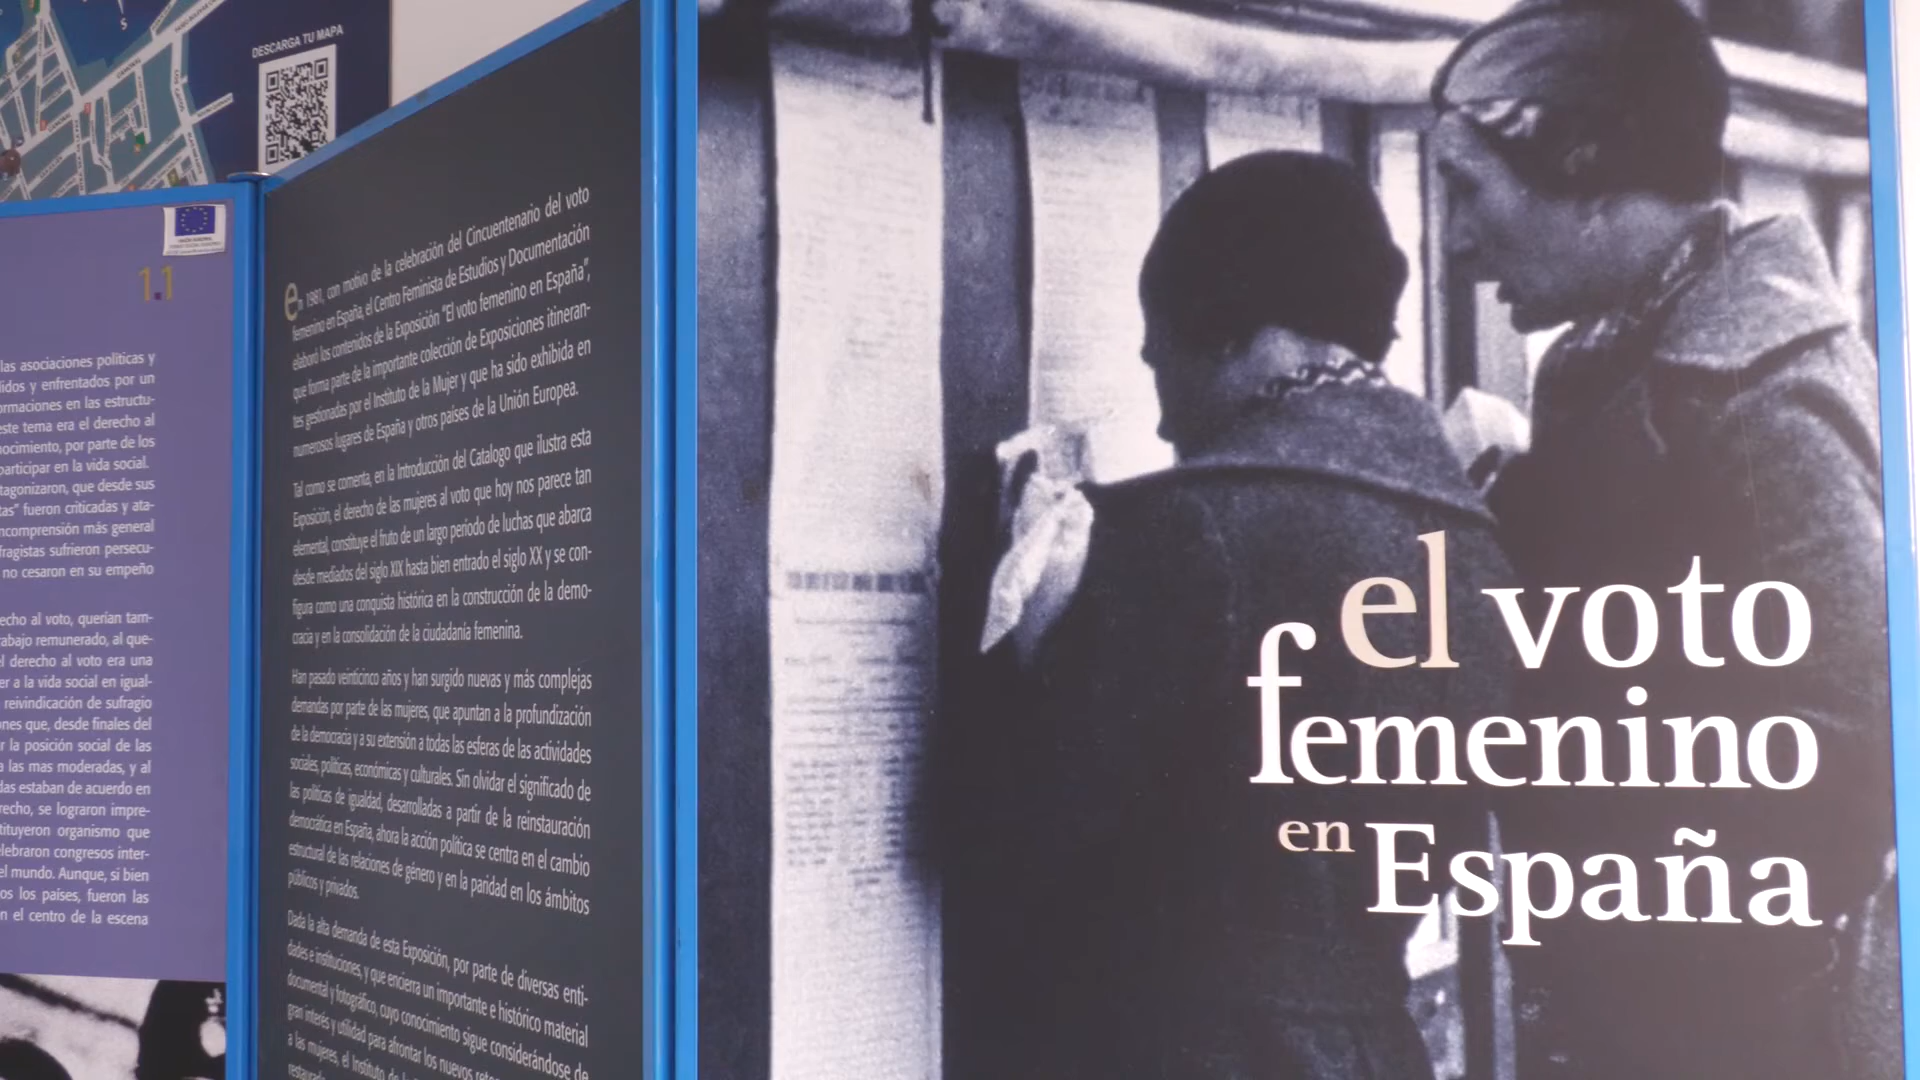 DESCARGA TU MAPA
1.1
las asociaciones políticas y
lidos y enfrentados por un
ormaciones en las estructu-
este tema era el derecho al
nocimiento, por parte de los
participar en la vida social.
tagonizaron, que desde sus
tas" fueron criticadas y ata-
ncomprensión más general
fragistas sufrieron persecu-
no cesaron en su empeño
echo al voto, querían tam-
rabajo remunerado, al que-
el derecho al voto era una
er a la vida social en igual-
reivindicación de sufragio
ones que, desde finales del
r la posición social de las
a las mas moderadas, y al
das estaban de acuerdo en
recho, se lograron impre-
tituyeron organismo que
elebraron congresos inter-
el mundo. Aunque, si bien
os los países, fueron las
n el centro de la escena
en 1981, con motivo de la celebración del Cincuentenario del voto
femenino en España, el Centro Feminista de Estudios y Documentación
elaboró los contenidos de la Exposición "El voto femenino en España",
que forma parte de la importante colección de Exposiciones itineran-
tes gestionadas por el Instituto de la Mujer y que ha sido exhibida en
numerosos lugares de España y otros países de la Unión Europea.
Tal como se comenta, en la Introducción del Catalogo que ilustra esta
Exposición, el derecho de las mujeres al voto que hoy nos parece tan
elemental, constituye el fruto de un largo periodo de luchas que abarca
desde mediados del siglo XIX hasta bien entrado el siglo XX y se con-
figura como una conquista histórica en la construcción de la demo-
cracia y en la consolidación de la ciudadanía femenina.
Han pasado veinticinco años y han surgido nuevas y más complejas
demandas por parte de las mujeres, que apuntan a la profundización
de la democracia y a su extensión a todas las esferas de las actividades
sociales, políticas, económicas y culturales. Sin olvidar el significado de
las políticas de igualdad, desarrolladas a partir de la reinstauración
democrática en España, ahora la acción política se centra en el cambio
estructural de las relaciones de género y en la paridad en los ámbitos
públicos y privados.
Dada la alta demanda de esta Exposición, por parte de diversas enti-
dades e instituciones, y que encierra un importante e histórico material
documental y fotográfico, cuyo conocimiento sigue considerándose de
gran interés y utilidad para afrontar los nuevos retos
a las mujeres, el Instituto de la
el voto
femenino
en España